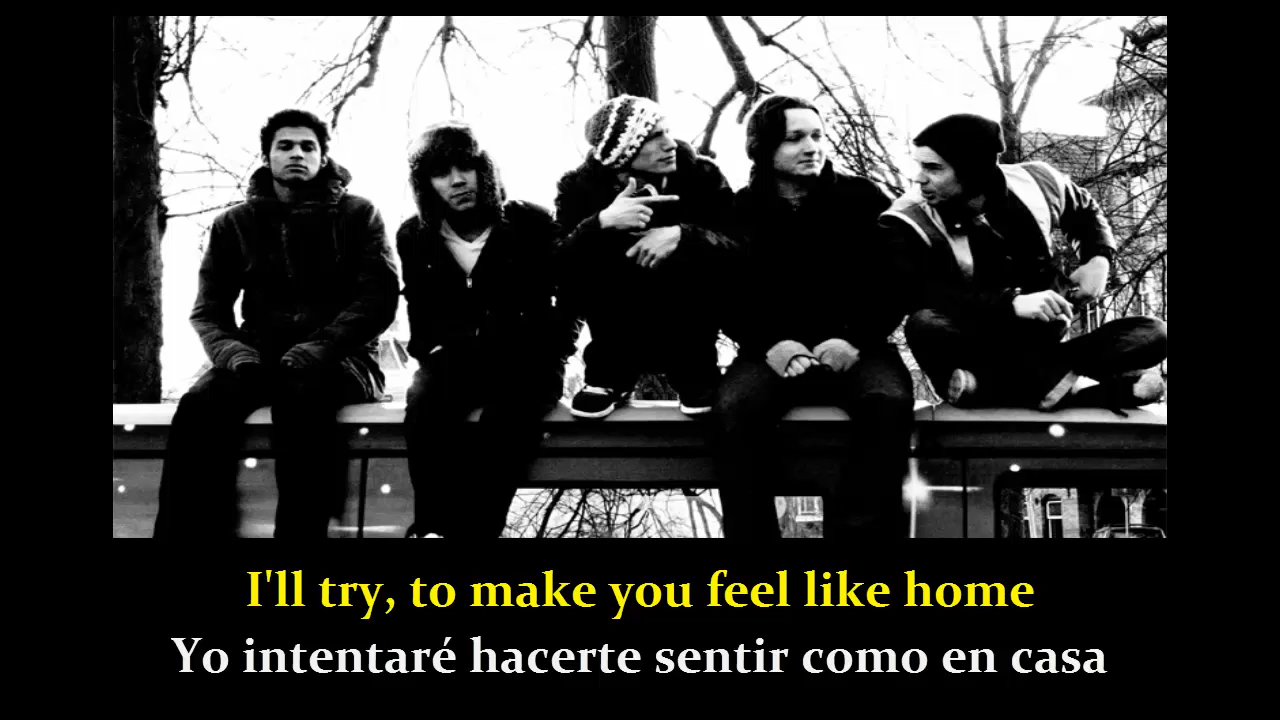 I'll try, to make you feel like home
Yo intentaré hacerte sentir como en casa